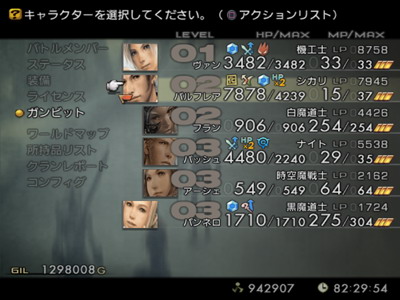 キャラクターを選択してください。（◎アクションリスト）
LEVEL HP/MAX MP/MAX
バトルメンバー
ステータス
装備
ライセンス
ガンビット
ワールドマップ
所持品リスト
クランレポート
コンフィグ
01 機工士 LP 8758
ヴァン 3482/3482 33/33
02 シカリ LP 7945
バルフレア 7878/4239 15/37
02 白魔道士 LP 4426
フラン 906/906 254/254
03 ナイト LP 5538
バッシュ 4480/2240 29/35
03 時空魔戦士 LP 2162
アーシェ 549/549 64/64
03 黒魔道士 LP 1724
パンネロ 1710/1710 275/304
GIL 1298008 G
942907 82:29:54